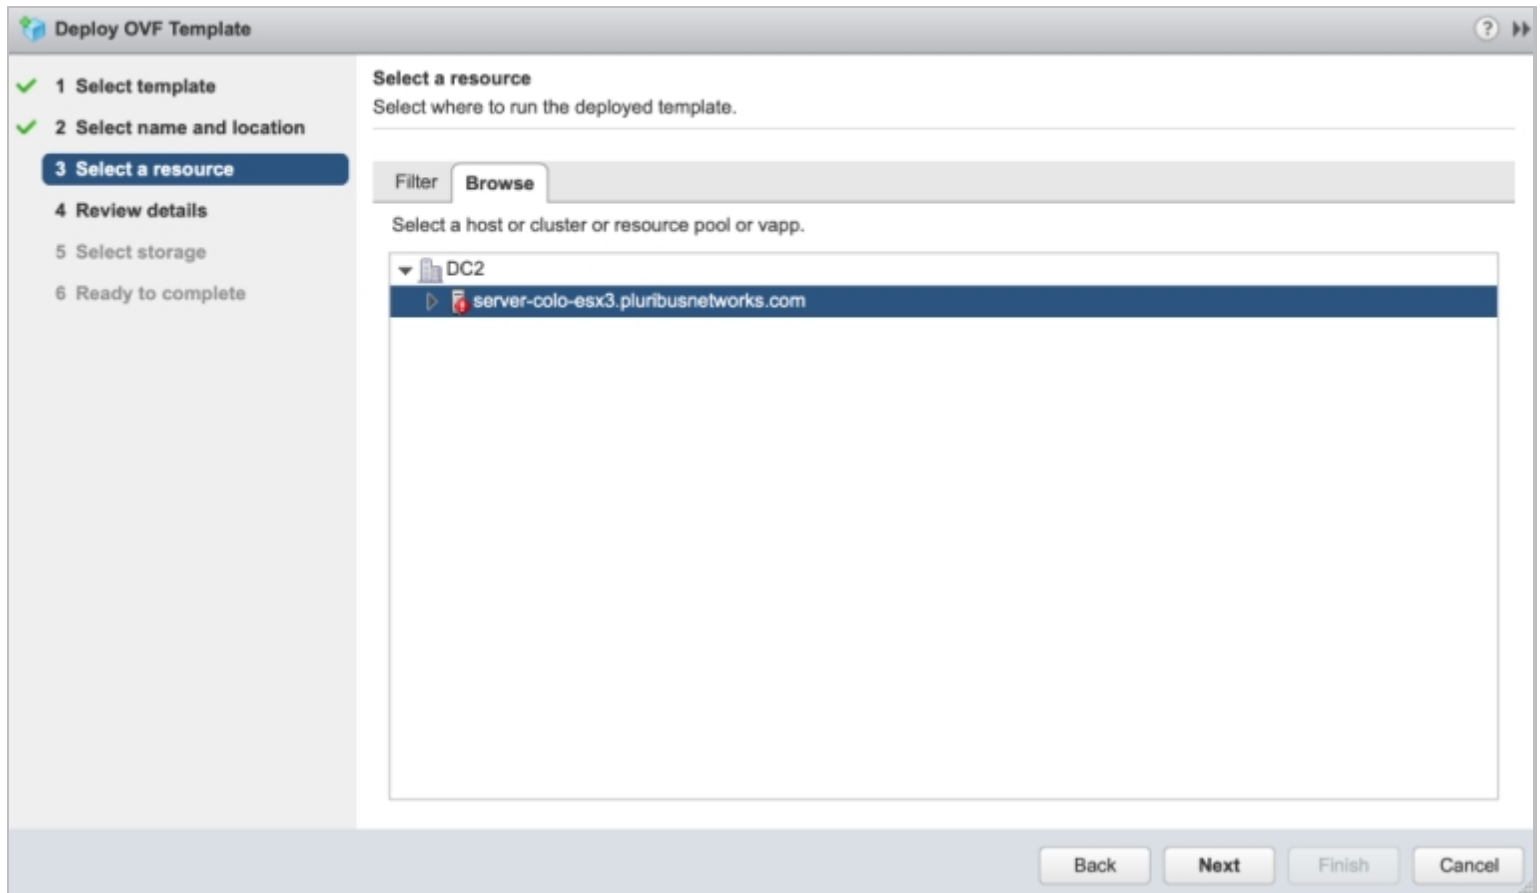 Deploy OVF Template
1 Select template
2 Select name and location
3 Select a resource
4 Review details
5 Select storage
6 Ready to complete
Select a resource
Select where to run the deployed template.
Filter Browse
Select a host or cluster or resource pool or vapp.
DC2
server-colo-esx3.pluribusnetworks.com
Back Next Finish Cancel